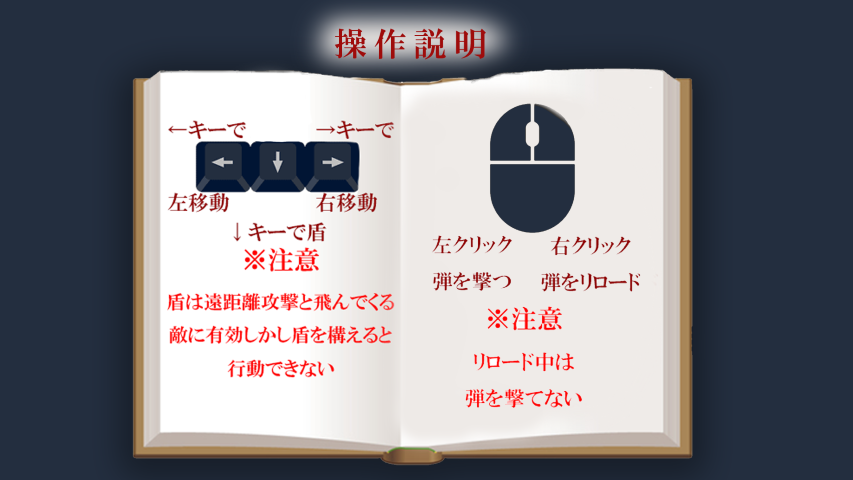 操作説明
←キーで
→キーで
左移動
右移動
↓キーで盾
※注意
盾は遠距離攻撃と飛んでくる
敵に有効しかし盾を構えると
行動できない
左クリック
右クリック
弾を撃つ
弾をリロード
※注意
リロード中は
弾を撃てない